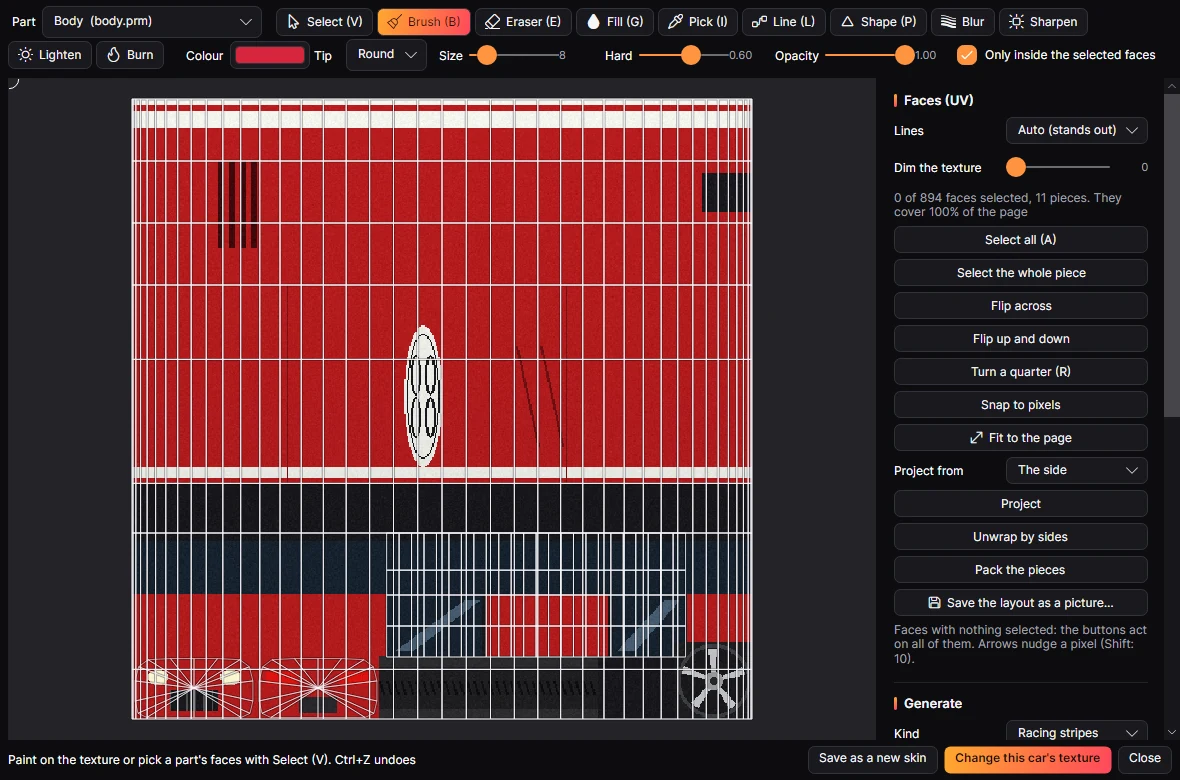 Part Body (body.prm) Select (V) Brush (B) Eraser (E) Fill (G) Pick (I) Line (L) Shape (P) Blur Sharpen
Lighten Burn Colour Tip Round Size 8 Hard 0.60 Opacity 1.00 Only inside the selected faces
Faces (UV)
Lines Auto (stands out)
Dim the texture 0
0 of 894 faces selected, 11 pieces. They
cover 100% of the page
Select all (A)
Select the whole piece
Flip across
Flip up and down
Turn a quarter (R)
Snap to pixels
Fit to the page
Project from The side
Project
Unwrap by sides
Pack the pieces
Save the layout as a picture...
Faces with nothing selected: the buttons act
on all of them. Arrows nudge a pixel (Shift:
10).
Generate
Kind Racing stripes
88
Paint on the texture or pick a part's faces with Select (V). Ctrl+Z undoes
Save as a new skin Change this car's texture Close